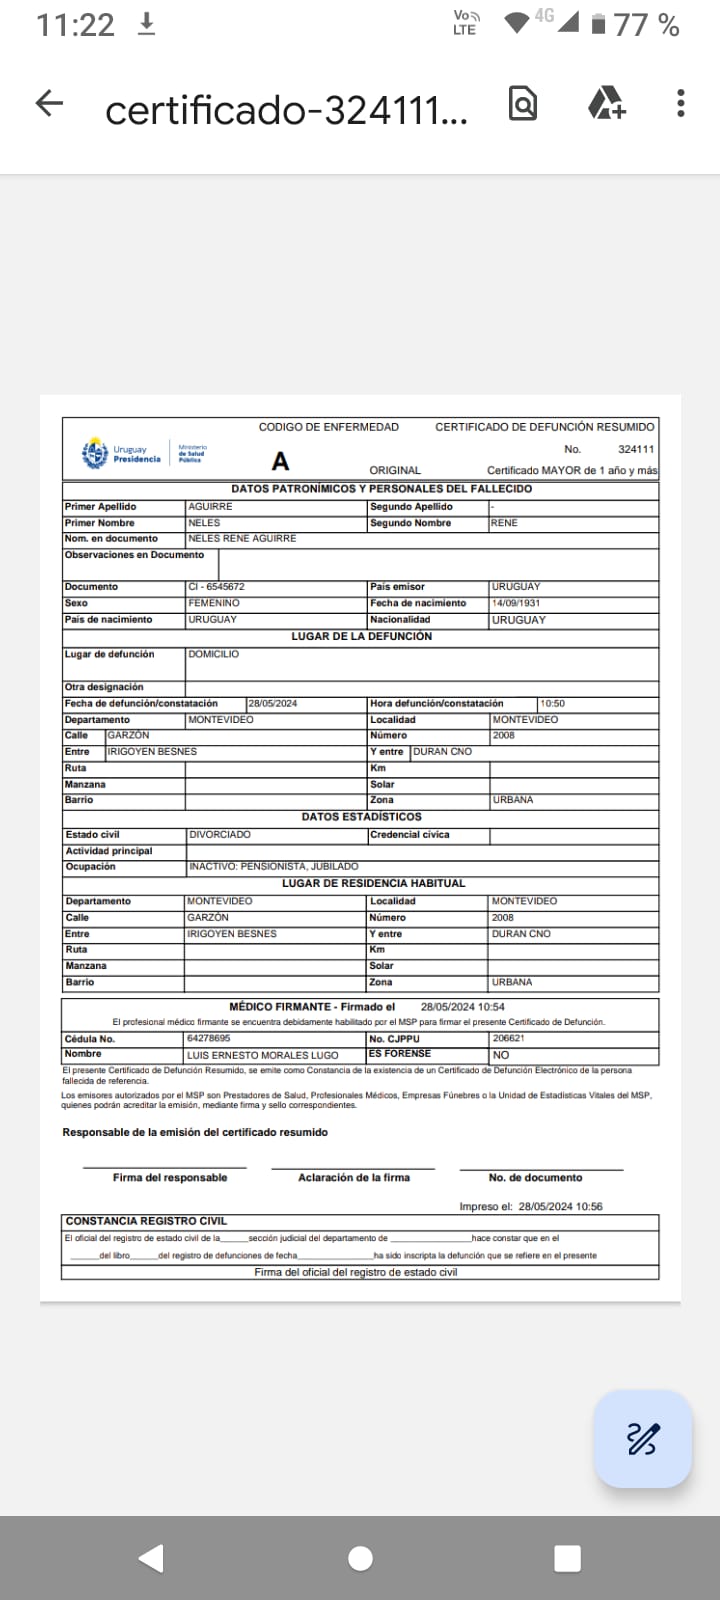 11:22 Vo LTE 4G 77 %
certificado-324111...
CODIGO DE ENFERMEDAD CERTIFICADO DE DEFUNCIÓN RESUMIDO
Uruguay Presidencia Ministerio de Salud Pública A No. 324111
ORIGINAL Certificado MAYOR de 1 año y más
DATOS PATRONÍMICOS Y PERSONALES DEL FALLECIDO
Primer Apellido AGUIRRE Segundo Apellido -
Primer Nombre NELES Segundo Nombre RENE
Nom. en documento NELES RENE AGUIRRE
Observaciones en Documento
Documento CI - 6545672 País emisor URUGUAY
Sexo FEMENINO Fecha de nacimiento 14/09/1931
País de nacimiento URUGUAY Nacionalidad URUGUAY
LUGAR DE LA DEFUNCIÓN
Lugar de defunción DOMICILIO
Otra designación
Fecha de defunción/constatación 28/05/2024 Hora defunción/constatación 10:50
Departamento MONTEVIDEO Localidad MONTEVIDEO
Calle GARZÓN Número 2008
Entre IRIGOYEN BESNES Y entre DURAN CNO
Ruta Km
Manzana Solar
Barrio Zona URBANA
DATOS ESTADÍSTICOS
Estado civil DIVORCIADO Credencial cívica
Actividad principal
Ocupación INACTIVO: PENSIONISTA, JUBILADO
LUGAR DE RESIDENCIA HABITUAL
Departamento MONTEVIDEO Localidad MONTEVIDEO
Calle GARZÓN Número 2008
Entre IRIGOYEN BESNES Y entre DURAN CNO
Ruta Km
Manzana Solar
Barrio Zona URBANA
MÉDICO FIRMANTE - Firmado el 28/05/2024 10:54
El profesional médico firmante se encuentra debidamente habilitado por el MSP para firmar el presente Certificado de Defunción.
Cédula No. 64278695 No. CJPPU 206621
Nombre LUIS ERNESTO MORALES LUGO ES FORENSE NO
El presente Certificado de Defunción Resumido, se emite como Constancia de la existencia de un Certificado de Defunción Electrónico de la persona
fallecida de referencia.
Los emisores autorizados por el MSP son Prestadores de Salud, Profesionales Médicos, Empresas Fúnebres o la Unidad de Estadísticas Vitales del MSP,
quienes podrán acreditar la emisión, mediante firma y sello correspondientes.
Responsable de la emisión del certificado resumido
Firma del responsable Aclaración de la firma No. de documento
Impreso el: 28/05/2024 10:56
CONSTANCIA REGISTRO CIVIL
El oficial del registro de estado civil de la______sección judicial del departamento de __________________hace constar que en el
______del libro______del registro de defunciones de fecha________________ha sido inscripta la defunción que se refiere en el presente
Firma del oficial del registro de estado civil